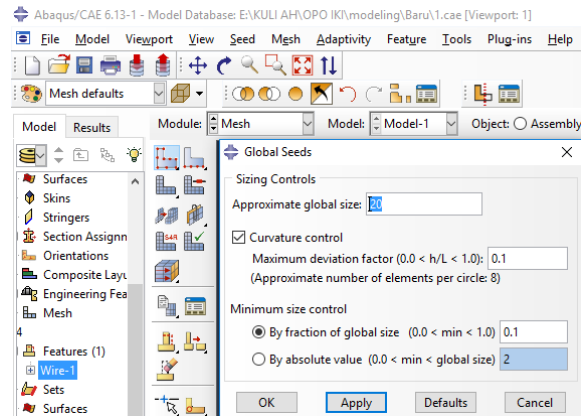 Abaqus/CAE 6.13-1 - Model Database: E:\KULI AH\OPO IKI\modeling\Baru\1.cae [Viewport: 1]
File Model Viewport View Seed Mesh Adaptivity Feature Tools Plug-ins Help
Mesh defaults
Model Results Module: Mesh Model: Model-1 Object: Assembly
Surfaces
Skins
Stringers
Section Assignn
Orientations
Composite Layu
Engineering Fea
Mesh
4
Features (1)
Wire-1
Sets
Surfaces
Global Seeds
Sizing Controls
Approximate global size: 20
Curvature control
Maximum deviation factor (0.0 < h/L < 1.0): 0.1
(Approximate number of elements per circle: 8)
Minimum size control
By fraction of global size (0.0 < min < 1.0) 0.1
By absolute value (0.0 < min < global size) 2
OK Apply Defaults Cancel